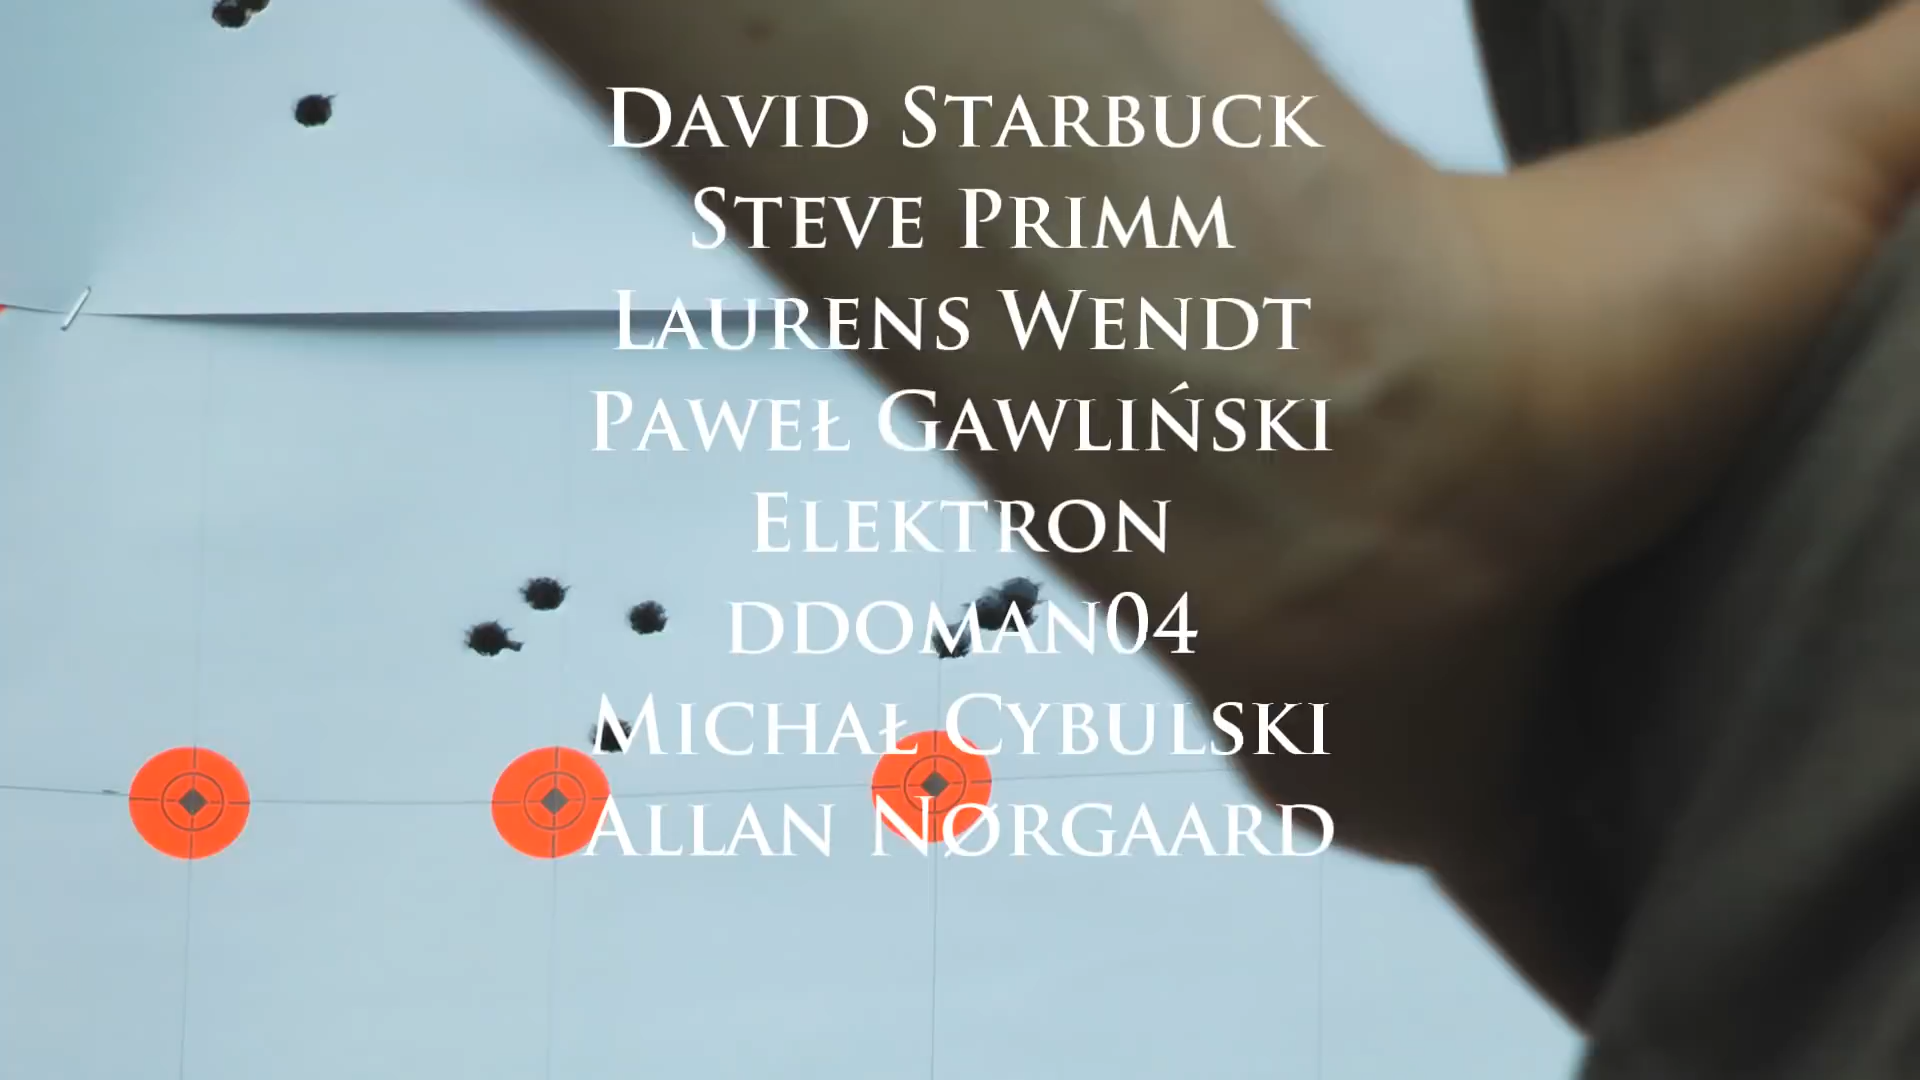 David Starbuck
Steve Primm
Laurens Wendt
Paweł Gawliński
Elektron
ddoman04
Michał Cybulski
Allan Nørgaard